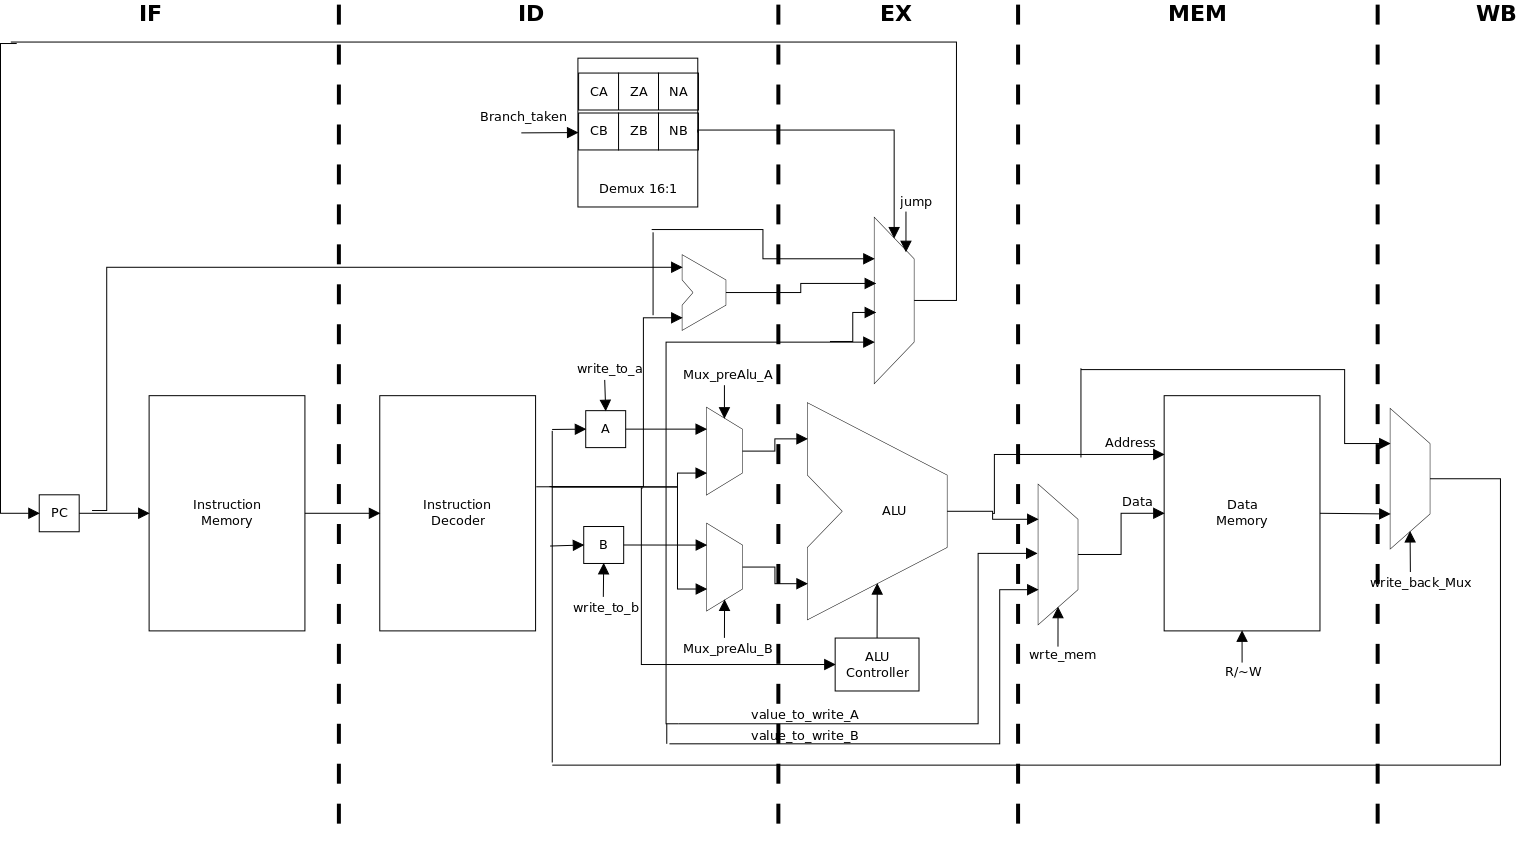 IF
ID
EX
MEM
WB
CA ZA NA
Branch_taken
CB ZB NB
Demux 16:1
jump
write_to_a
Mux_preAlu_A
A
Address
PC
Instruction
Memory
Instruction
Decoder
ALU
Data
Data
Memory
B
write_to_b
write_back_Mux
Mux_preAlu_B
ALU
Controller
wrte_mem
R/~W
value_to_write_A
value_to_write_B